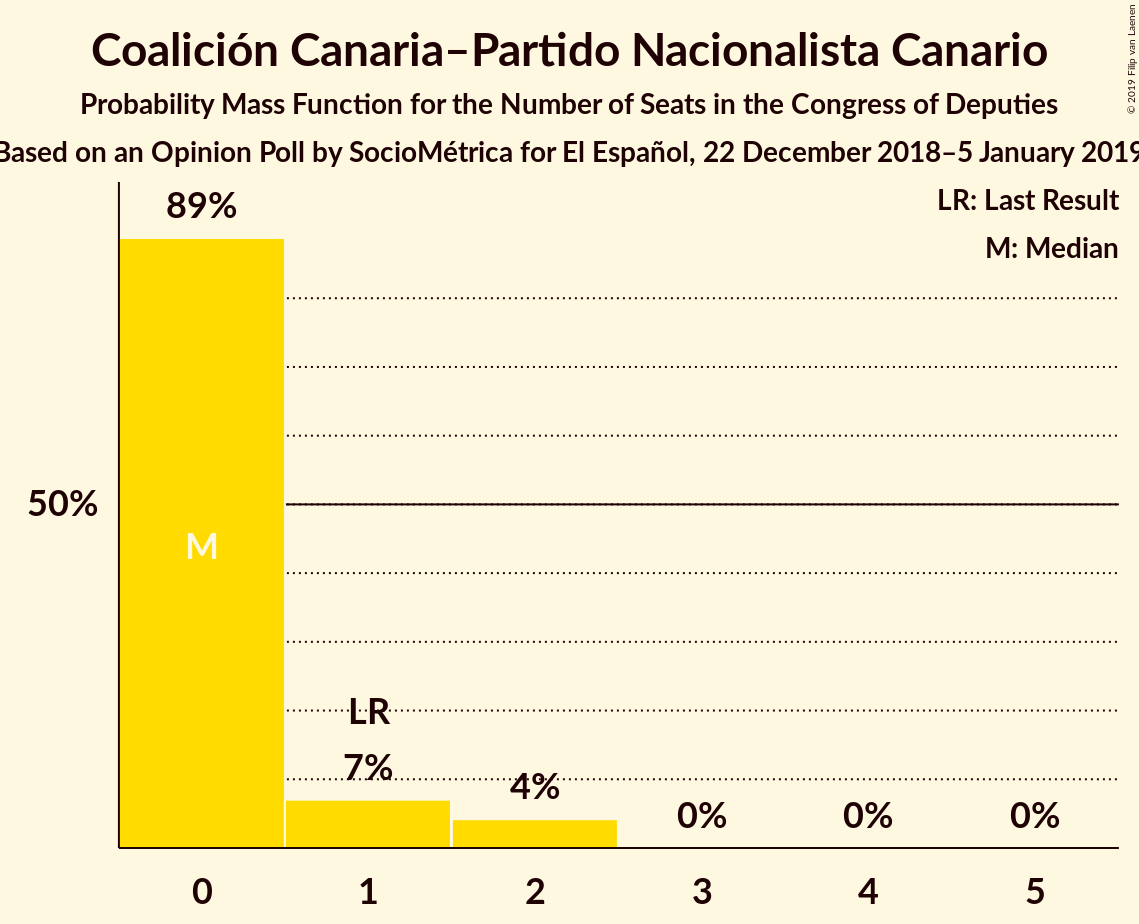 Coalición Canaria–Partido Nacionalista Canario
Probability Mass Function for the Number of Seats in the Congress of Deputies
Based on an Opinion Poll by SocioMétrica for El Español, 22 December 2018–5 January 2019
© 2019 Filip van Laenen
LR: Last Result
M: Median
89%
50%
M
LR
7%
4%
0%
0%
0%
0
1
2
3
4
5